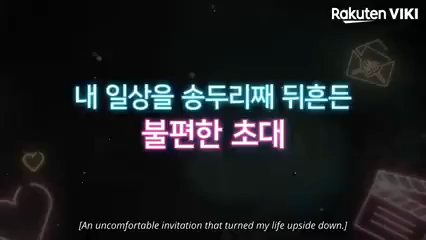 Rakuten VIKI
내 일상을 송두리째 뒤흔든
불편한 초대
[An uncomfortable invitation that turned my life upside down.]